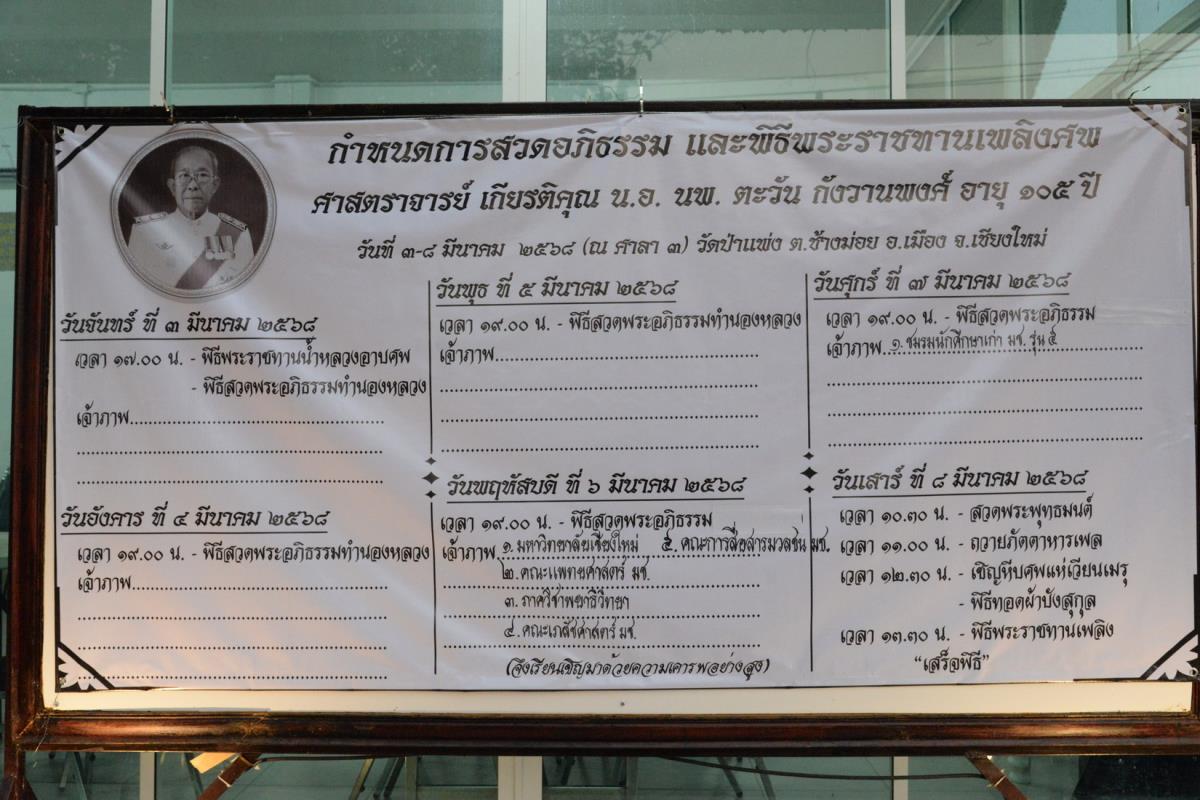 กำหนดการสวดอภิธรรม และพิธีพระราชทานเพลิงศพ
ศาสตราจารย์ เกียรติคุณ น.อ. นพ. ตะวัน กังวานพงศ์ อายุ ๑๐๕ ปี
วันที่ ๓-๘ มีนาคม ๒๕๖๘ (ณ ศาลา ๓) วัดป่าแพ่ง ต.ช้างม่อย อ.เมือง จ.เชียงใหม่
วันจันทร์ ที่ ๓ มีนาคม ๒๕๖๘
เวลา ๑๗.๐๐ น. - พิธีพระราชทานน้ำหลวงอาบศพ
- พิธีสวดพระอภิธรรมทำนองหลวง
เจ้าภาพ
วันอังคาร ที่ ๔ มีนาคม ๒๕๖๘
เวลา ๑๙.๐๐ น. - พิธีสวดพระอภิธรรมทำนองหลวง
เจ้าภาพ
วันพุธ ที่ ๕ มีนาคม ๒๕๖๘
เวลา ๑๙.๐๐ น. - พิธีสวดพระอภิธรรมทำนองหลวง
เจ้าภาพ
วันพฤหัสบดี ที่ ๖ มีนาคม ๒๕๖๘
เวลา ๑๙.๐๐ น. - พิธีสวดพระอภิธรรม
เจ้าภาพ ๑. มหาวิทยาลัยเชียงใหม่ ๕. คณะการสื่อสารมวลชน มช.
๒. คณะแพทยศาสตร์ มช.
๓. ภาควิชาพยาธิวิทยา
๔. คณะเภสัชศาสตร์ มช.
(จึงเรียนเชิญมาด้วยความเคารพอย่างสูง)
วันศุกร์ ที่ ๗ มีนาคม ๒๕๖๘
เวลา ๑๙.๐๐ น. - พิธีสวดพระอภิธรรม
เจ้าภาพ ๑. ชมรมนักศึกษาเก่า มช. รุ่น ๕
วันเสาร์ ที่ ๘ มีนาคม ๒๕๖๘
เวลา ๑๐.๓๐ น. - สวดพระพุทธมนต์
เวลา ๑๑.๐๐ น. - ถวายภัตตาหารเพล
เวลา ๑๒.๓๐ น. - เชิญหีบศพแห่เวียนเมรุ
- พิธีทอดผ้าบังสุกุล
เวลา ๑๓.๓๐ น. - พิธีพระราชทานเพลิง
“เสร็จพิธี”